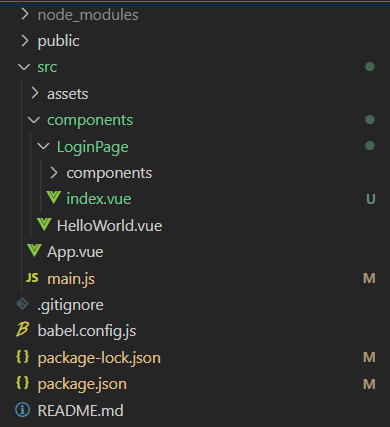 node_modules
public
src
assets
components
LoginPage
components
index.vue U
HelloWorld.vue
App.vue
JS main.js M
.gitignore
babel.config.js
{} package-lock.json M
{} package.json M
README.md